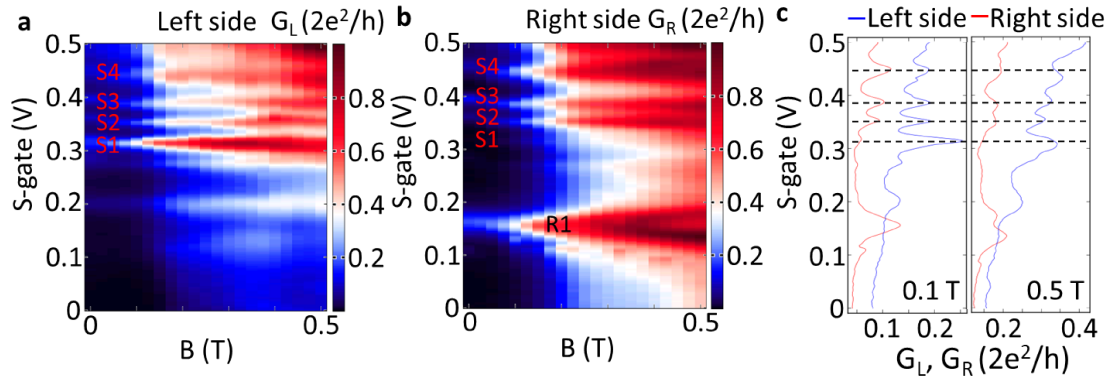 a
Left side G_L (2e²/h)
0.5
0.4
0.3
0.2
0.1
0
S-gate (V)
S4
S3
S2
S1
0
0.5
B (T)
0.8
0.6
0.4
0.2
b
Right side G_R (2e²/h)
0.5
0.4
0.3
0.2
0.1
0
S-gate (V)
S4
S3
S2
S1
R1
0
0.5
B (T)
0.8
0.6
0.4
0.2
c
Left side Right side
0.5
0.4
0.3
0.2
0.1
0
S-gate (V)
0.1 T
0.5 T
0.1
0.2
0.2
0.4
G_L, G_R (2e²/h)